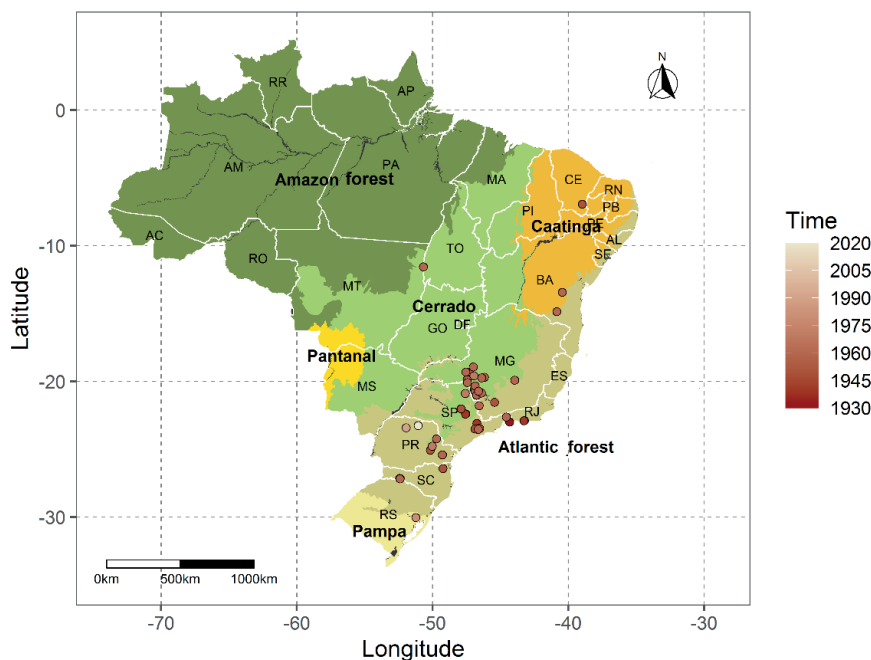 N
RR
AP
0
AM
PA
Amazon forest
MA
CE
RN
PB
PI
PE
Caatinga
AC
AL
SE
-10
RO
TO
BA
MT
Cerrado
GO
DF
Pantanal
MG
MS
ES
-20
SP
RJ
PR
Atlantic forest
SC
RS
-30
Pampa
0km
500km
1000km
-70
-60
-50
-40
-30
Longitude
Latitude
Time
2020
2005
1990
1975
1960
1945
1930